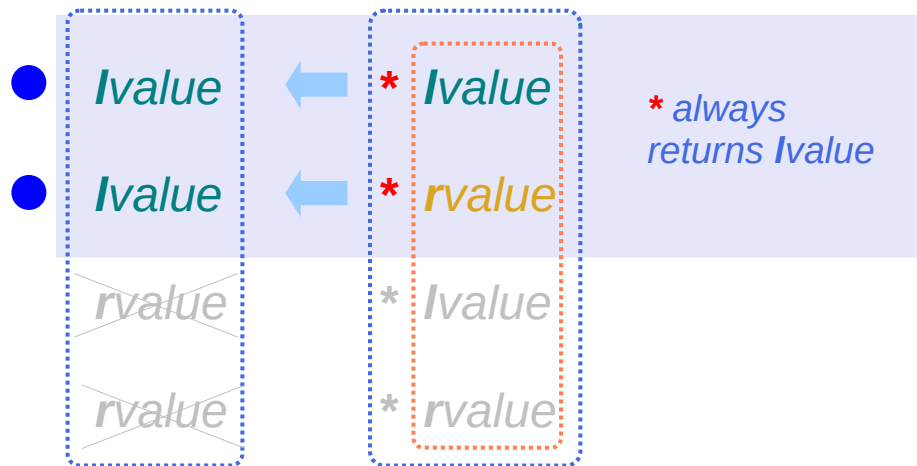 lvalue * lvalue
* always
returns lvalue
lvalue * rvalue
rvalue * lvalue
rvalue * rvalue